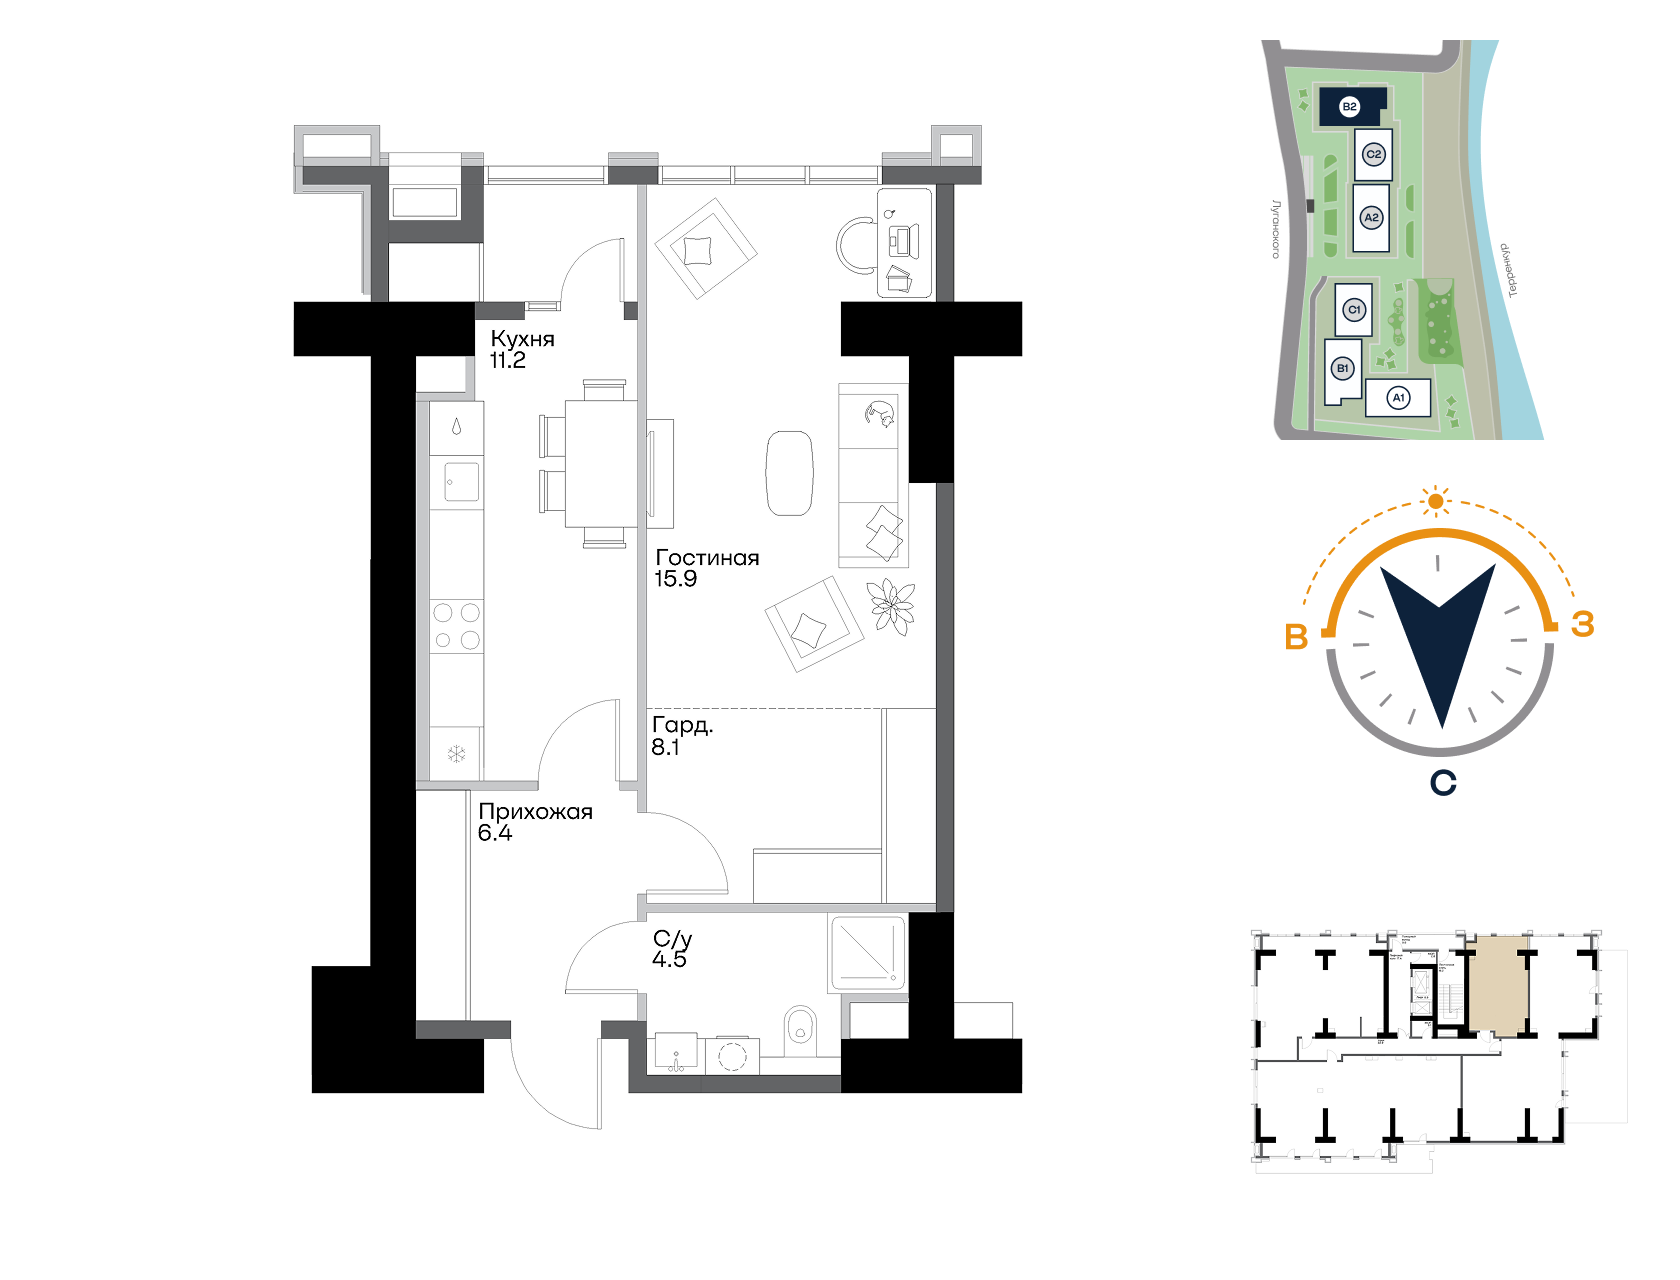 Кухня
11.2
Гостиная
15.9
Гард.
8.1
Прихожая
6.4
С/у
4.5
B2
C2
A2
C1
B1
A1
Луганского
Терренкур
В
З
С